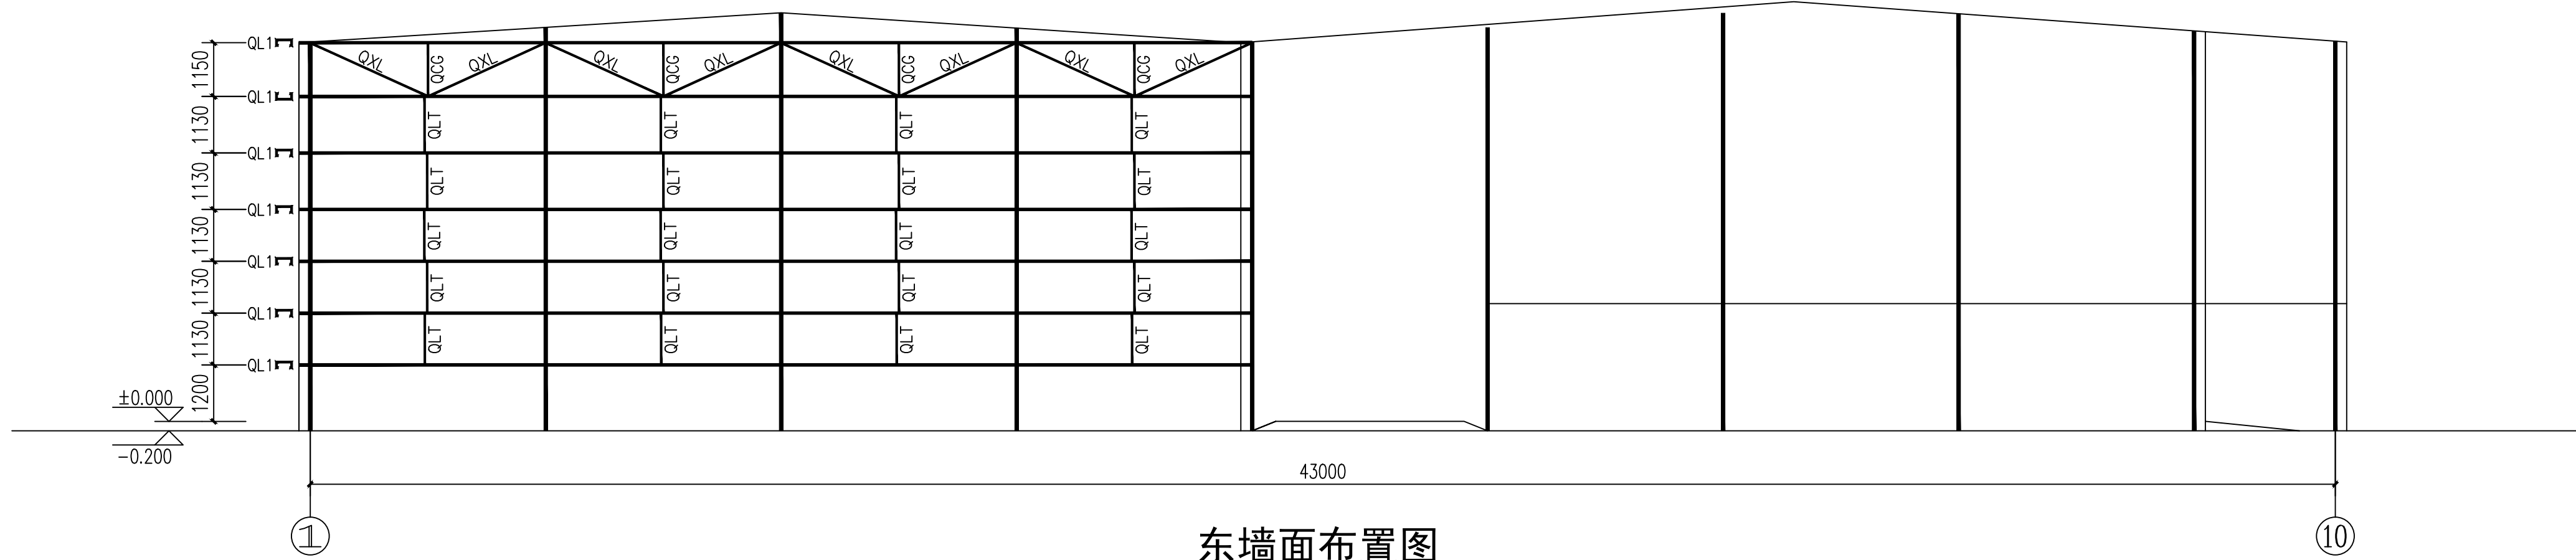 QL1
QXL QCG QXL QXL QCG QXL QXL QCG QXL QXL QCG QXL
1150
QL1
1130
QLT QLT QLT QLT
QL1
1130
QLT QLT QLT QLT
QL1
1130
QLT QLT QLT QLT
QL1
1130
QLT QLT QLT QLT
QL1
1130
QLT QLT QLT QLT
QL1
1200
±0.000
-0.200
43000
1 10
东墙面布置图